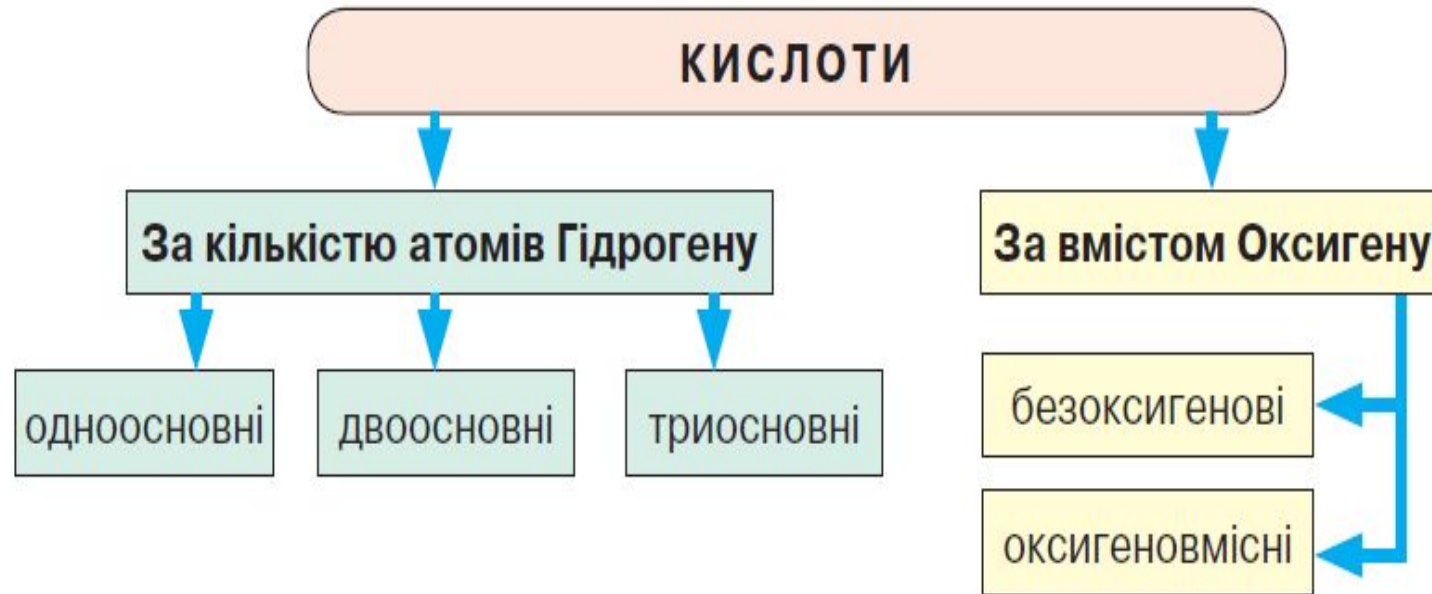 КИСЛОТИ
За кількістю атомів Гідрогену
За вмістом Оксигену
одноосновні
двоосновні
триосновні
безоксигенові
оксигеновмісні